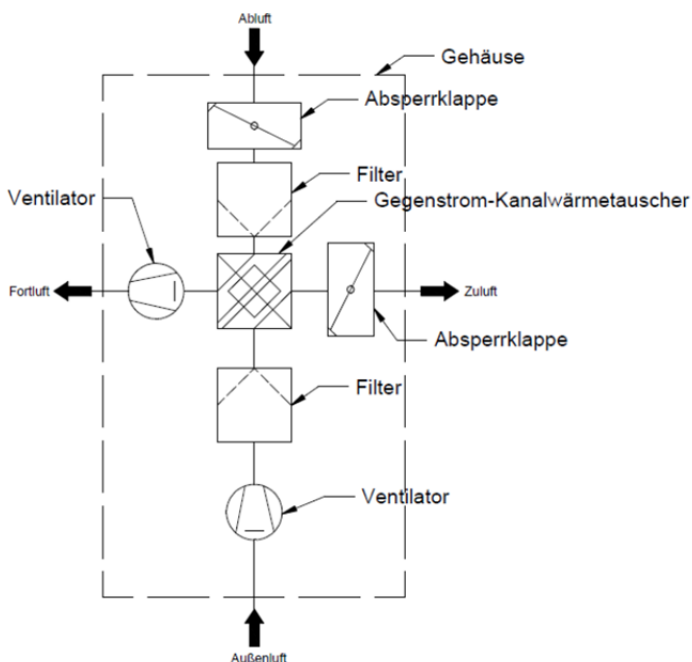 Abluft
Gehäuse
Absperrklappe
Filter
Ventilator
Gegenstrom-Kanalwärmetauscher
Fortluft
Zuluft
Absperrklappe
Filter
Ventilator
Außenluft